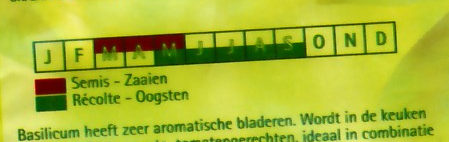 J F M A M J J A S O N D
Semis - Zaaien
Récolte - Oogsten
Basilicum heeft zeer aromatische bladeren. Wordt in de keuken
tomatengerechten, ideaal in combinatie